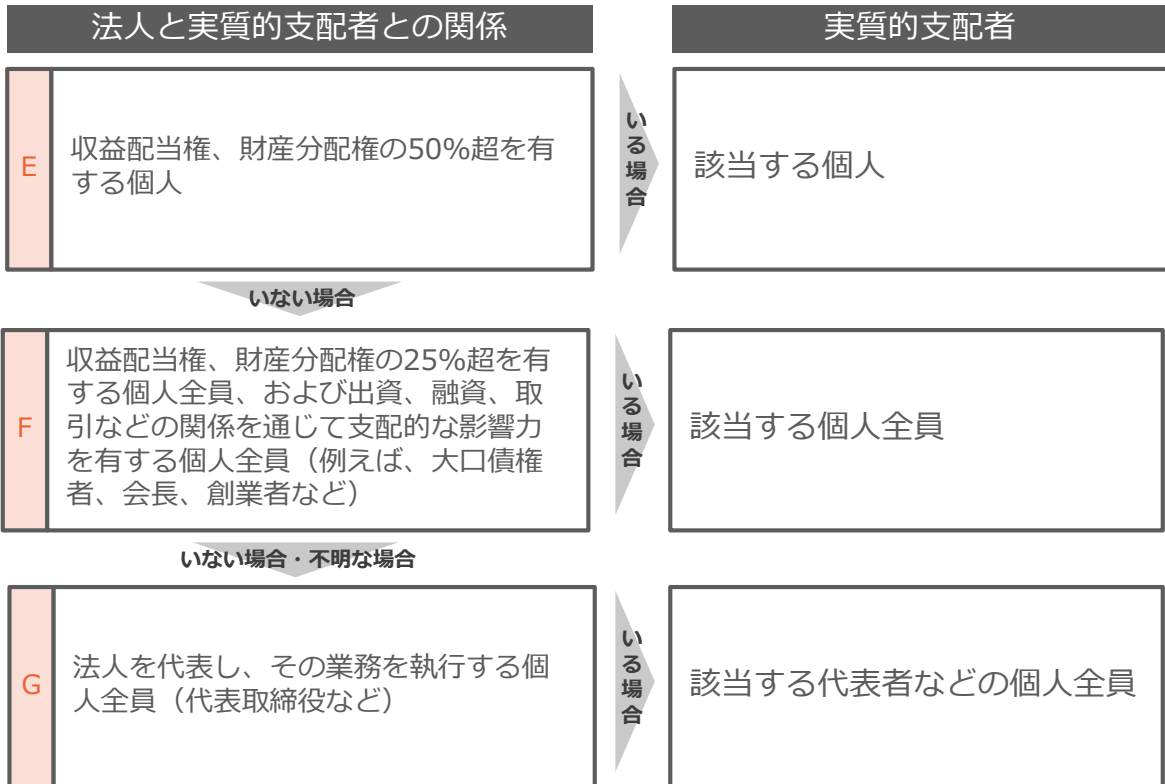 法人と実質的支配者との関係
実質的支配者
E
収益配当権、財産分配権の50%超を有
する個人
いる場合
該当する個人
いない場合
F
収益配当権、財産分配権の25%超を有
する個人全員、および出資、融資、取
引などの関係を通じて支配的な影響力
を有する個人全員（例えば、大口債権
者、会長、創業者など）
いる場合
該当する個人全員
いない場合・不明な場合
G
法人を代表し、その業務を執行する個
人全員（代表取締役など）
いる場合
該当する代表者などの個人全員